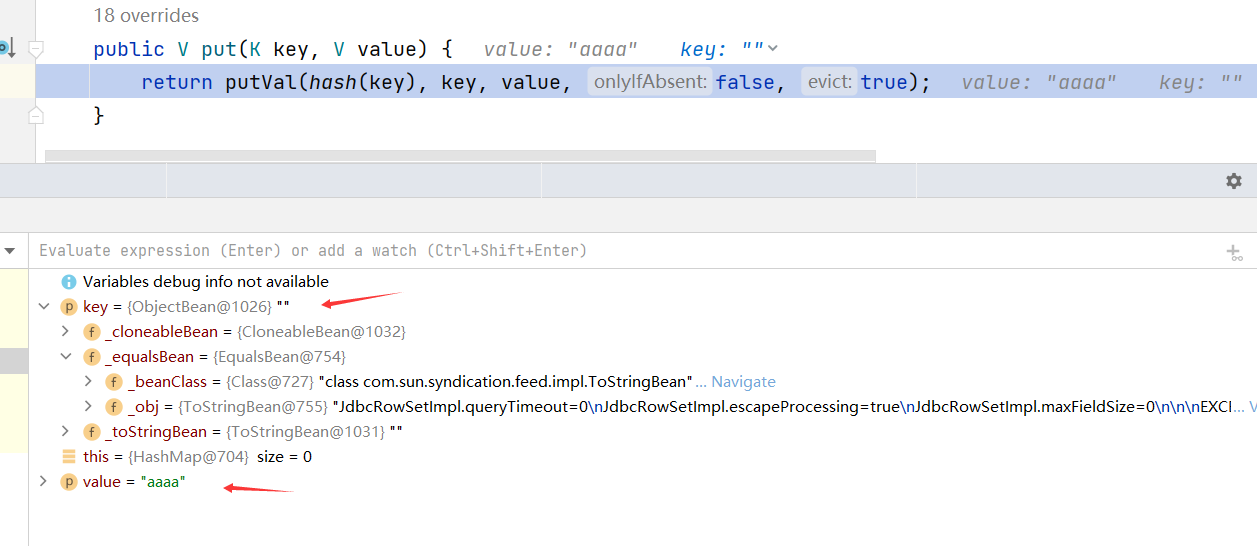 18 overrides
public V put(K key, V value) { value: "aaaa" key: ""
return putVal(hash(key), key, value, onlyIfAbsent: false, evict: true); value: "aaaa" key: ""
}
Evaluate expression (Enter) or add a watch (Ctrl+Shift+Enter)
Variables debug info not available
key = {ObjectBean@1026} ""
_cloneableBean = {CloneableBean@1032}
_equalsBean = {EqualsBean@754}
_beanClass = {Class@727} "class com.sun.syndication.feed.impl.ToStringBean"... Navigate
_obj = {ToStringBean@755} "JdbcRowSetImpl.queryTimeout=0\nJdbcRowSetImpl.escapeProcessing=true\nJdbcRowSetImpl.maxFieldSize=0\n\n\nEXCI... V
_toStringBean = {ToStringBean@1031} ""
this = {HashMap@704} size = 0
value = "aaaa"